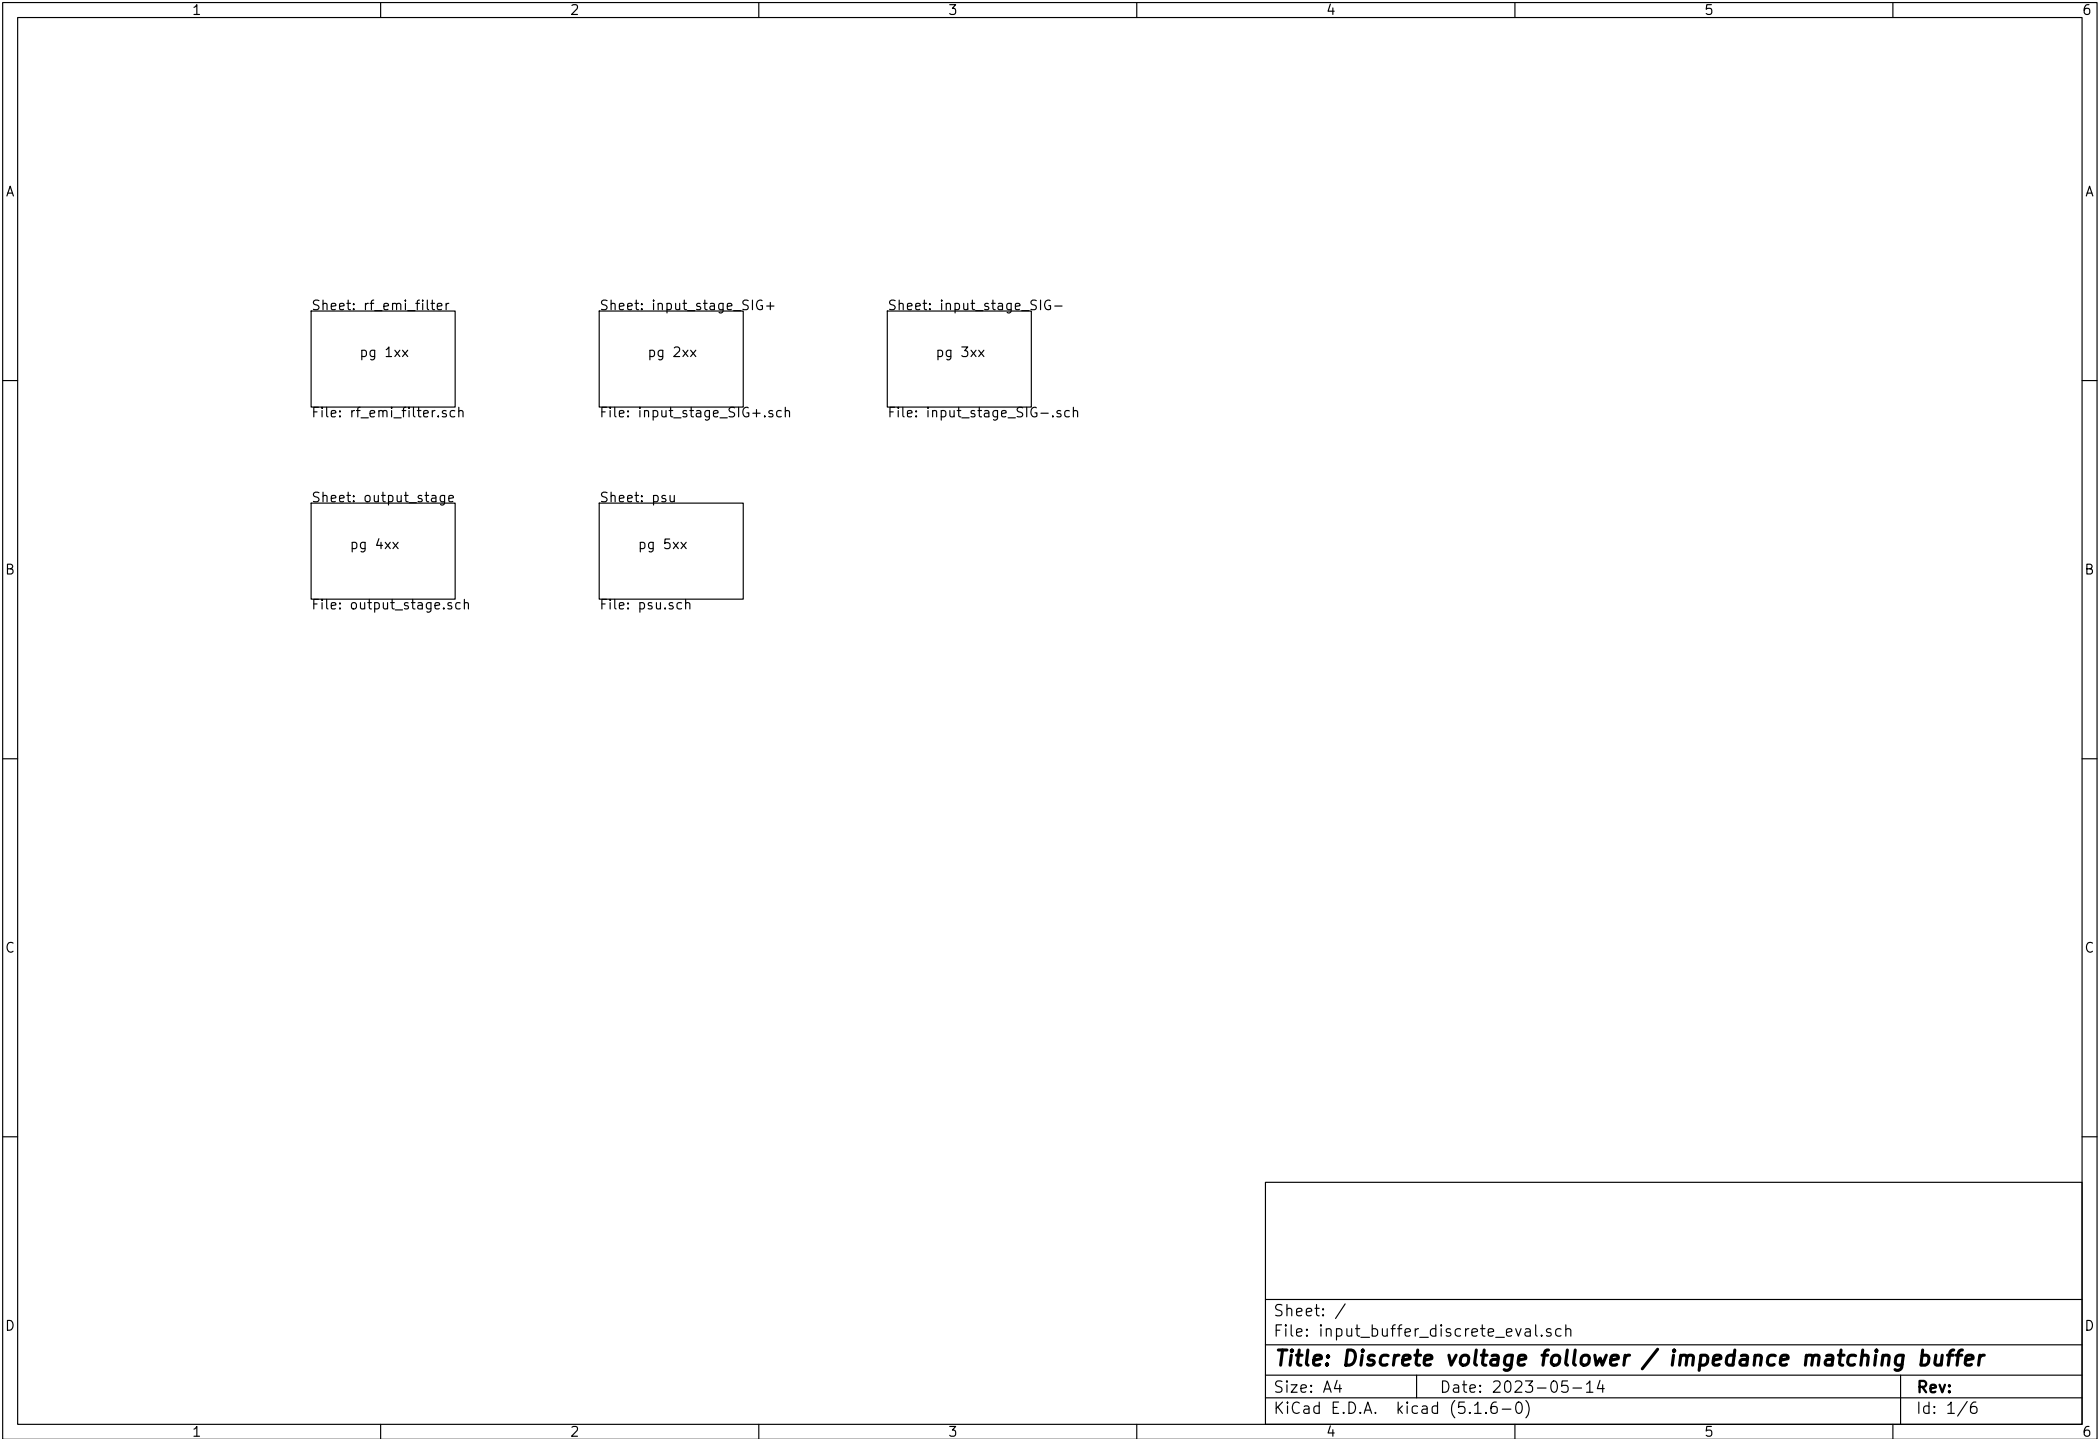 1 2 3 4 5 6
A A
Sheet: rf_emi_filter
pg 1xx
File: rf_emi_filter.sch
Sheet: input_stage_SIG+
pg 2xx
File: input_stage_SIG+.sch
Sheet: input_stage_SIG-
pg 3xx
File: input_stage_SIG-.sch
Sheet: output_stage
pg 4xx
File: output_stage.sch
Sheet: psu
pg 5xx
File: psu.sch
B B
C C
D D
Sheet: /
File: input_buffer_discrete_eval.sch
Title: Discrete voltage follower / impedance matching buffer
Size: A4 Date: 2023-05-14 Rev:
KiCad E.D.A. kicad (5.1.6-0) Id: 1/6
1 2 3 4 5 6